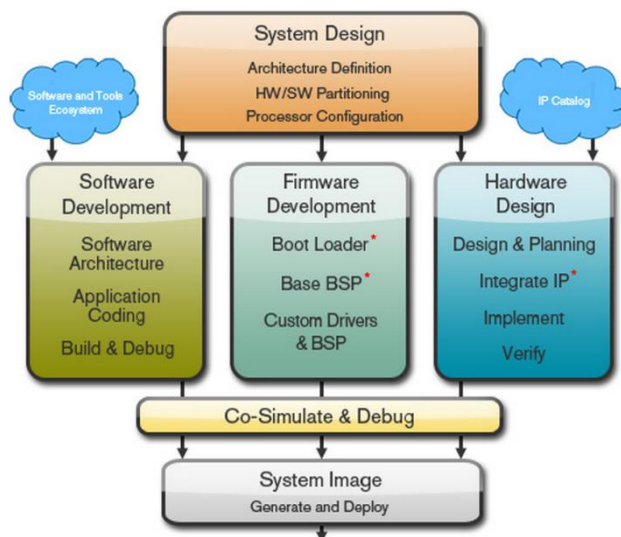 System Design
Architecture Definition
HW/SW Partitioning
Processor Configuration
Software and Tools
Ecosystem
IP Catalog
Software
Development
Software
Architecture
Application
Coding
Build & Debug
Firmware
Development
Boot Loader*
Base BSP*
Custom Drivers
& BSP
Hardware
Design
Design & Planning
Integrate IP*
Implement
Verify
Co-Simulate & Debug
System Image
Generate and Deploy